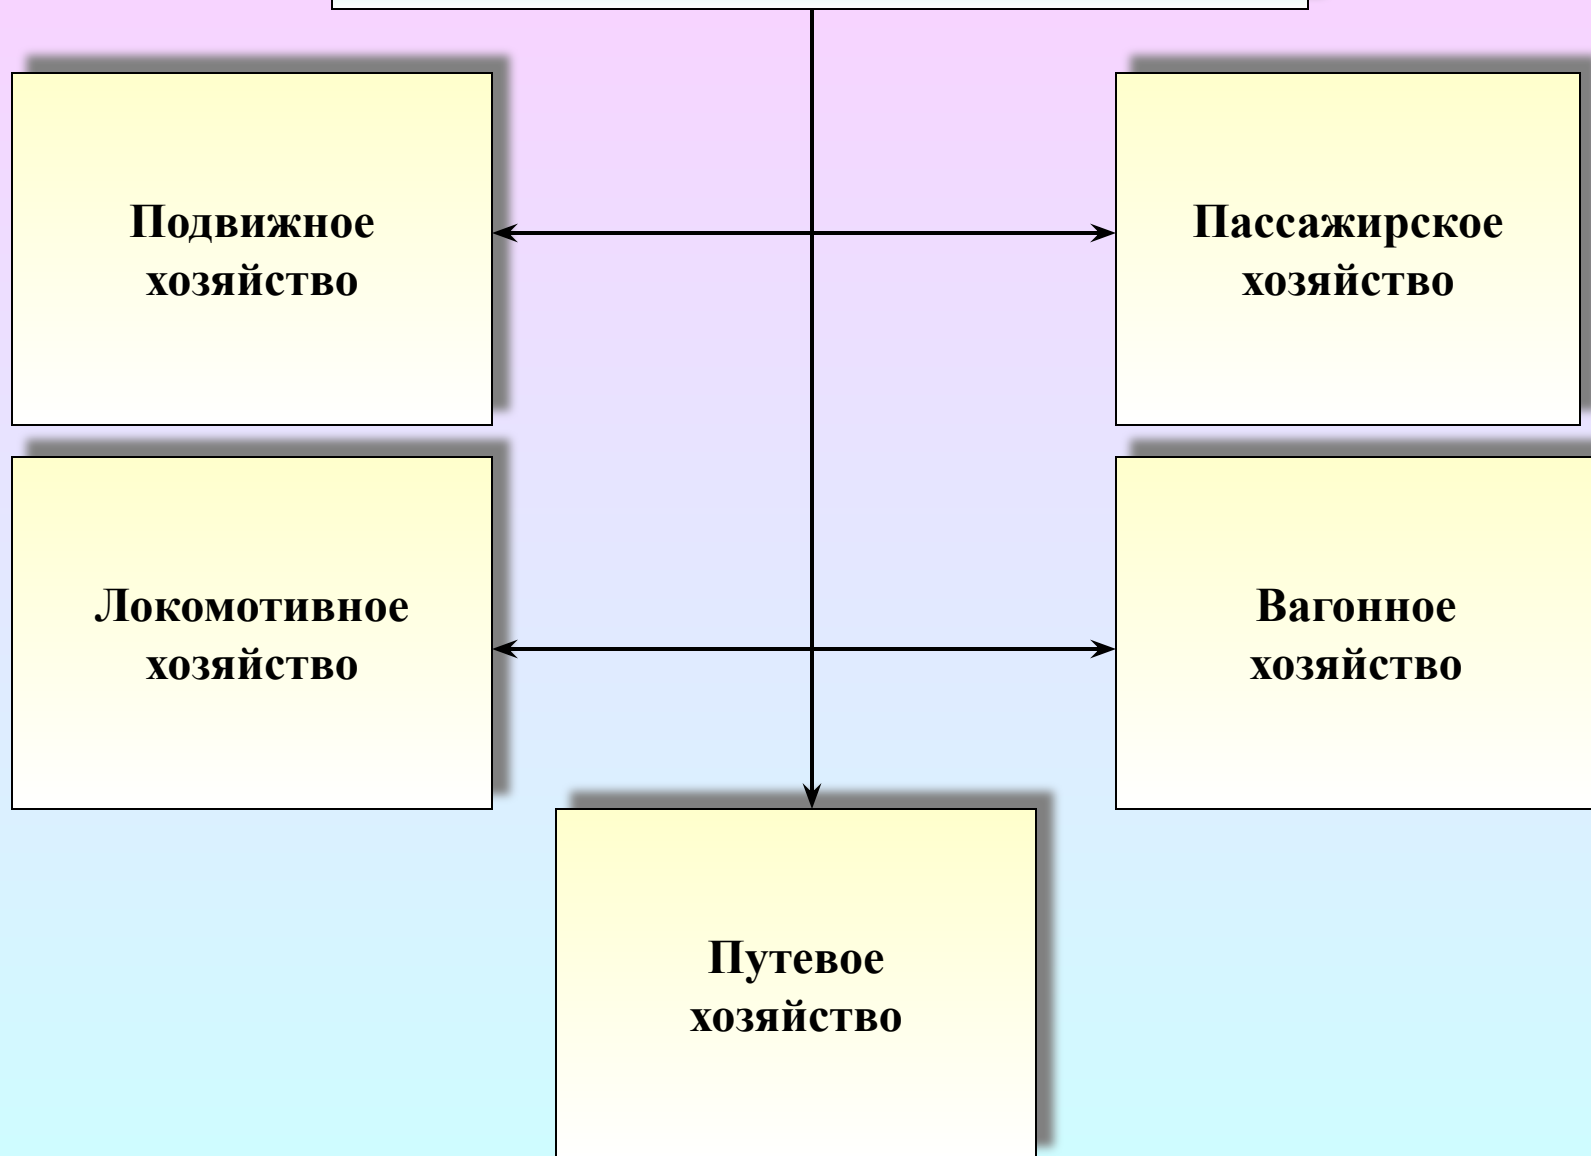 Подвижное
хозяйство
Пассажирское
хозяйство
Локомотивное
хозяйство
Вагонное
хозяйство
Путевое
хозяйство